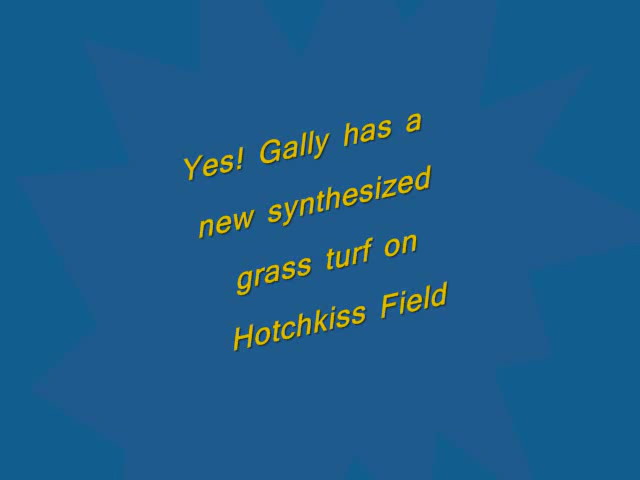 Yes! Gally has a
new synthesized
grass turf on
Hotchkiss Field